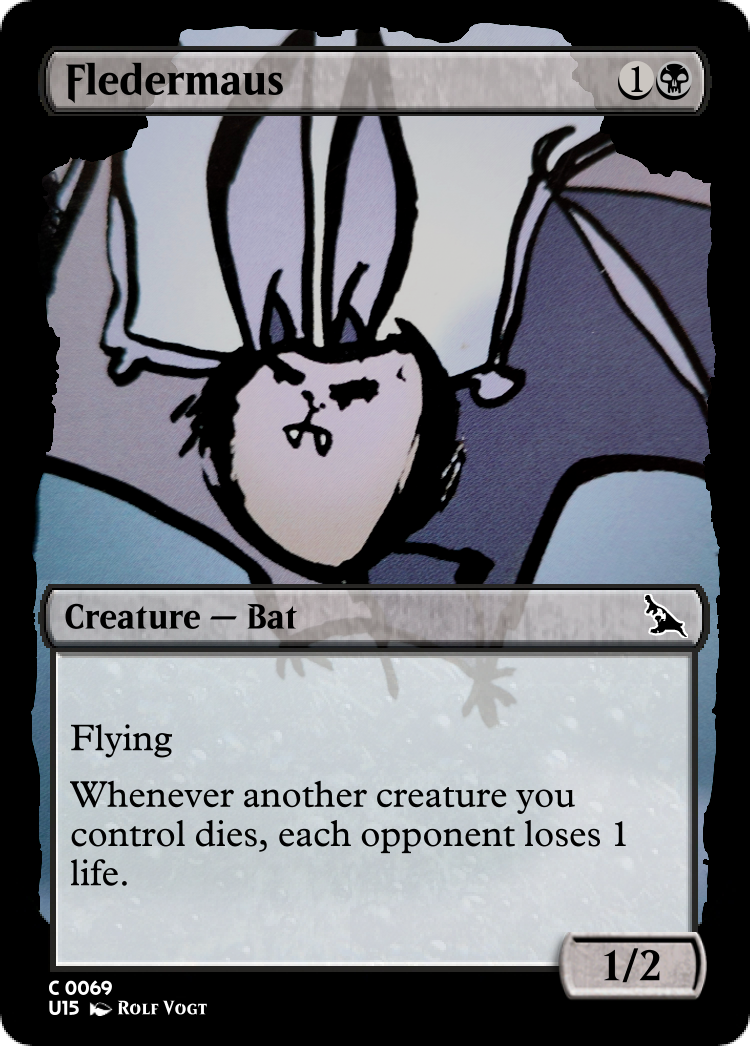 Fledermaus
1
Creature — Bat
Flying
Whenever another creature you
control dies, each opponent loses 1
life.
1/2
C 0069
U15 Rolf Vogt